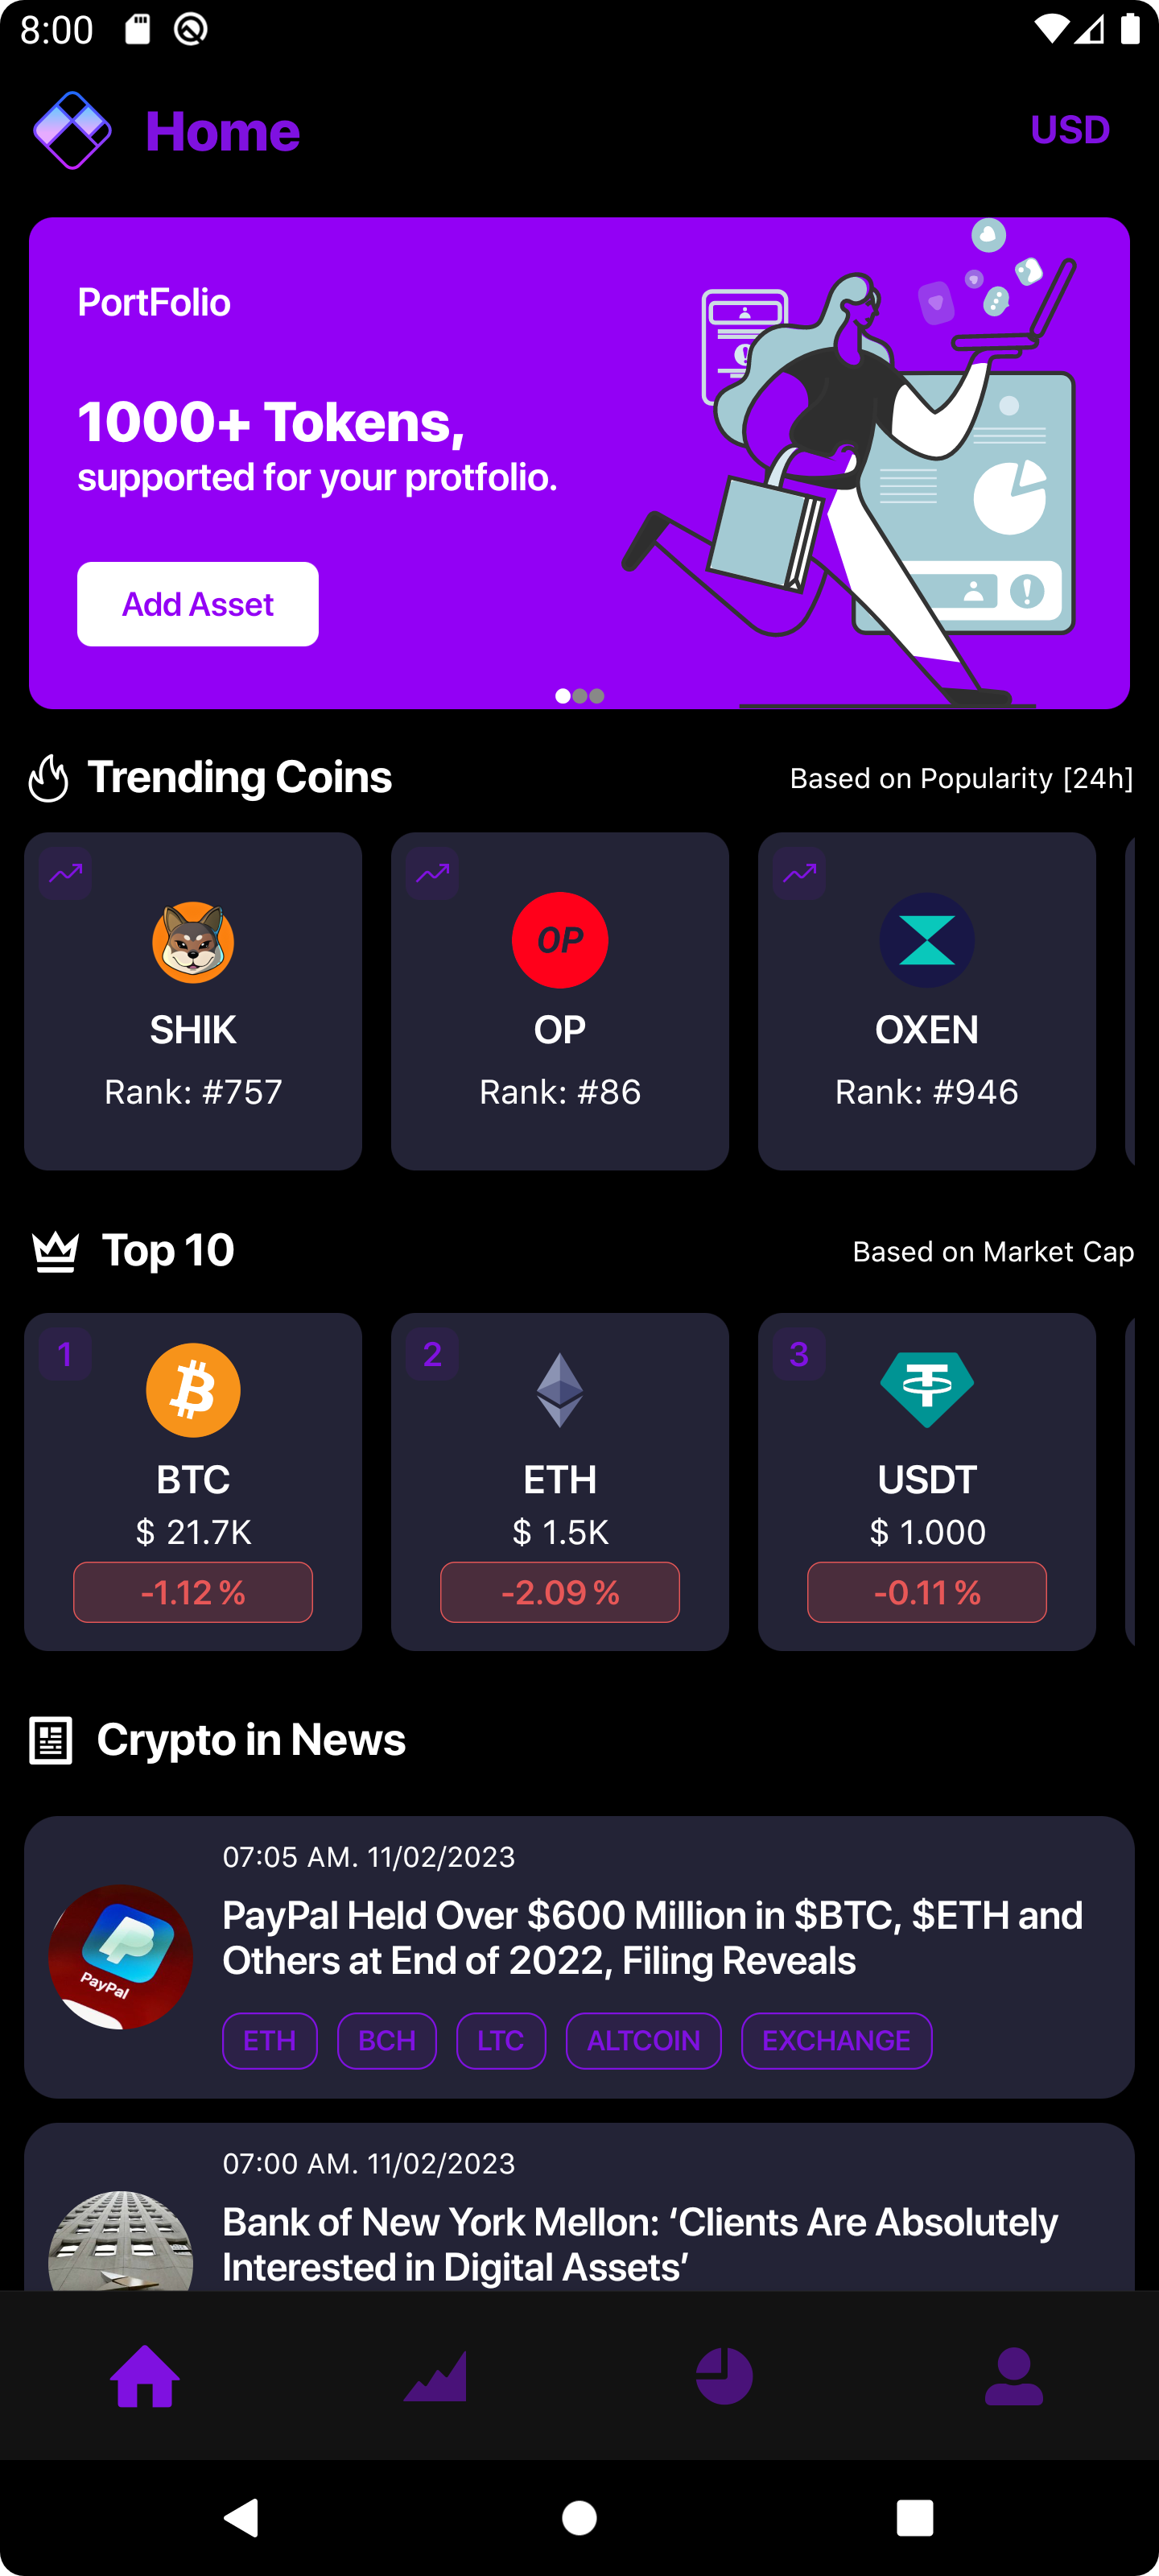 8:00
Home
USD
PortFolio
1000+ Tokens,
supported for your protfolio.
Add Asset
Trending Coins
Based on Popularity [24h]
SHIK
Rank: #757
OP
OP
Rank: #86
OXEN
Rank: #946
Top 10
Based on Market Cap
1
BTC
$ 21.7K
-1.12 %
2
ETH
$ 1.5K
-2.09 %
3
USDT
$ 1.000
-0.11 %
Crypto in News
07:05 AM. 11/02/2023
PayPal Held Over $600 Million in $BTC, $ETH and
Others at End of 2022, Filing Reveals
PayPal
ETH
BCH
LTC
ALTCOIN
EXCHANGE
07:00 AM. 11/02/2023
Bank of New York Mellon: ‘Clients Are Absolutely
Interested in Digital Assets’